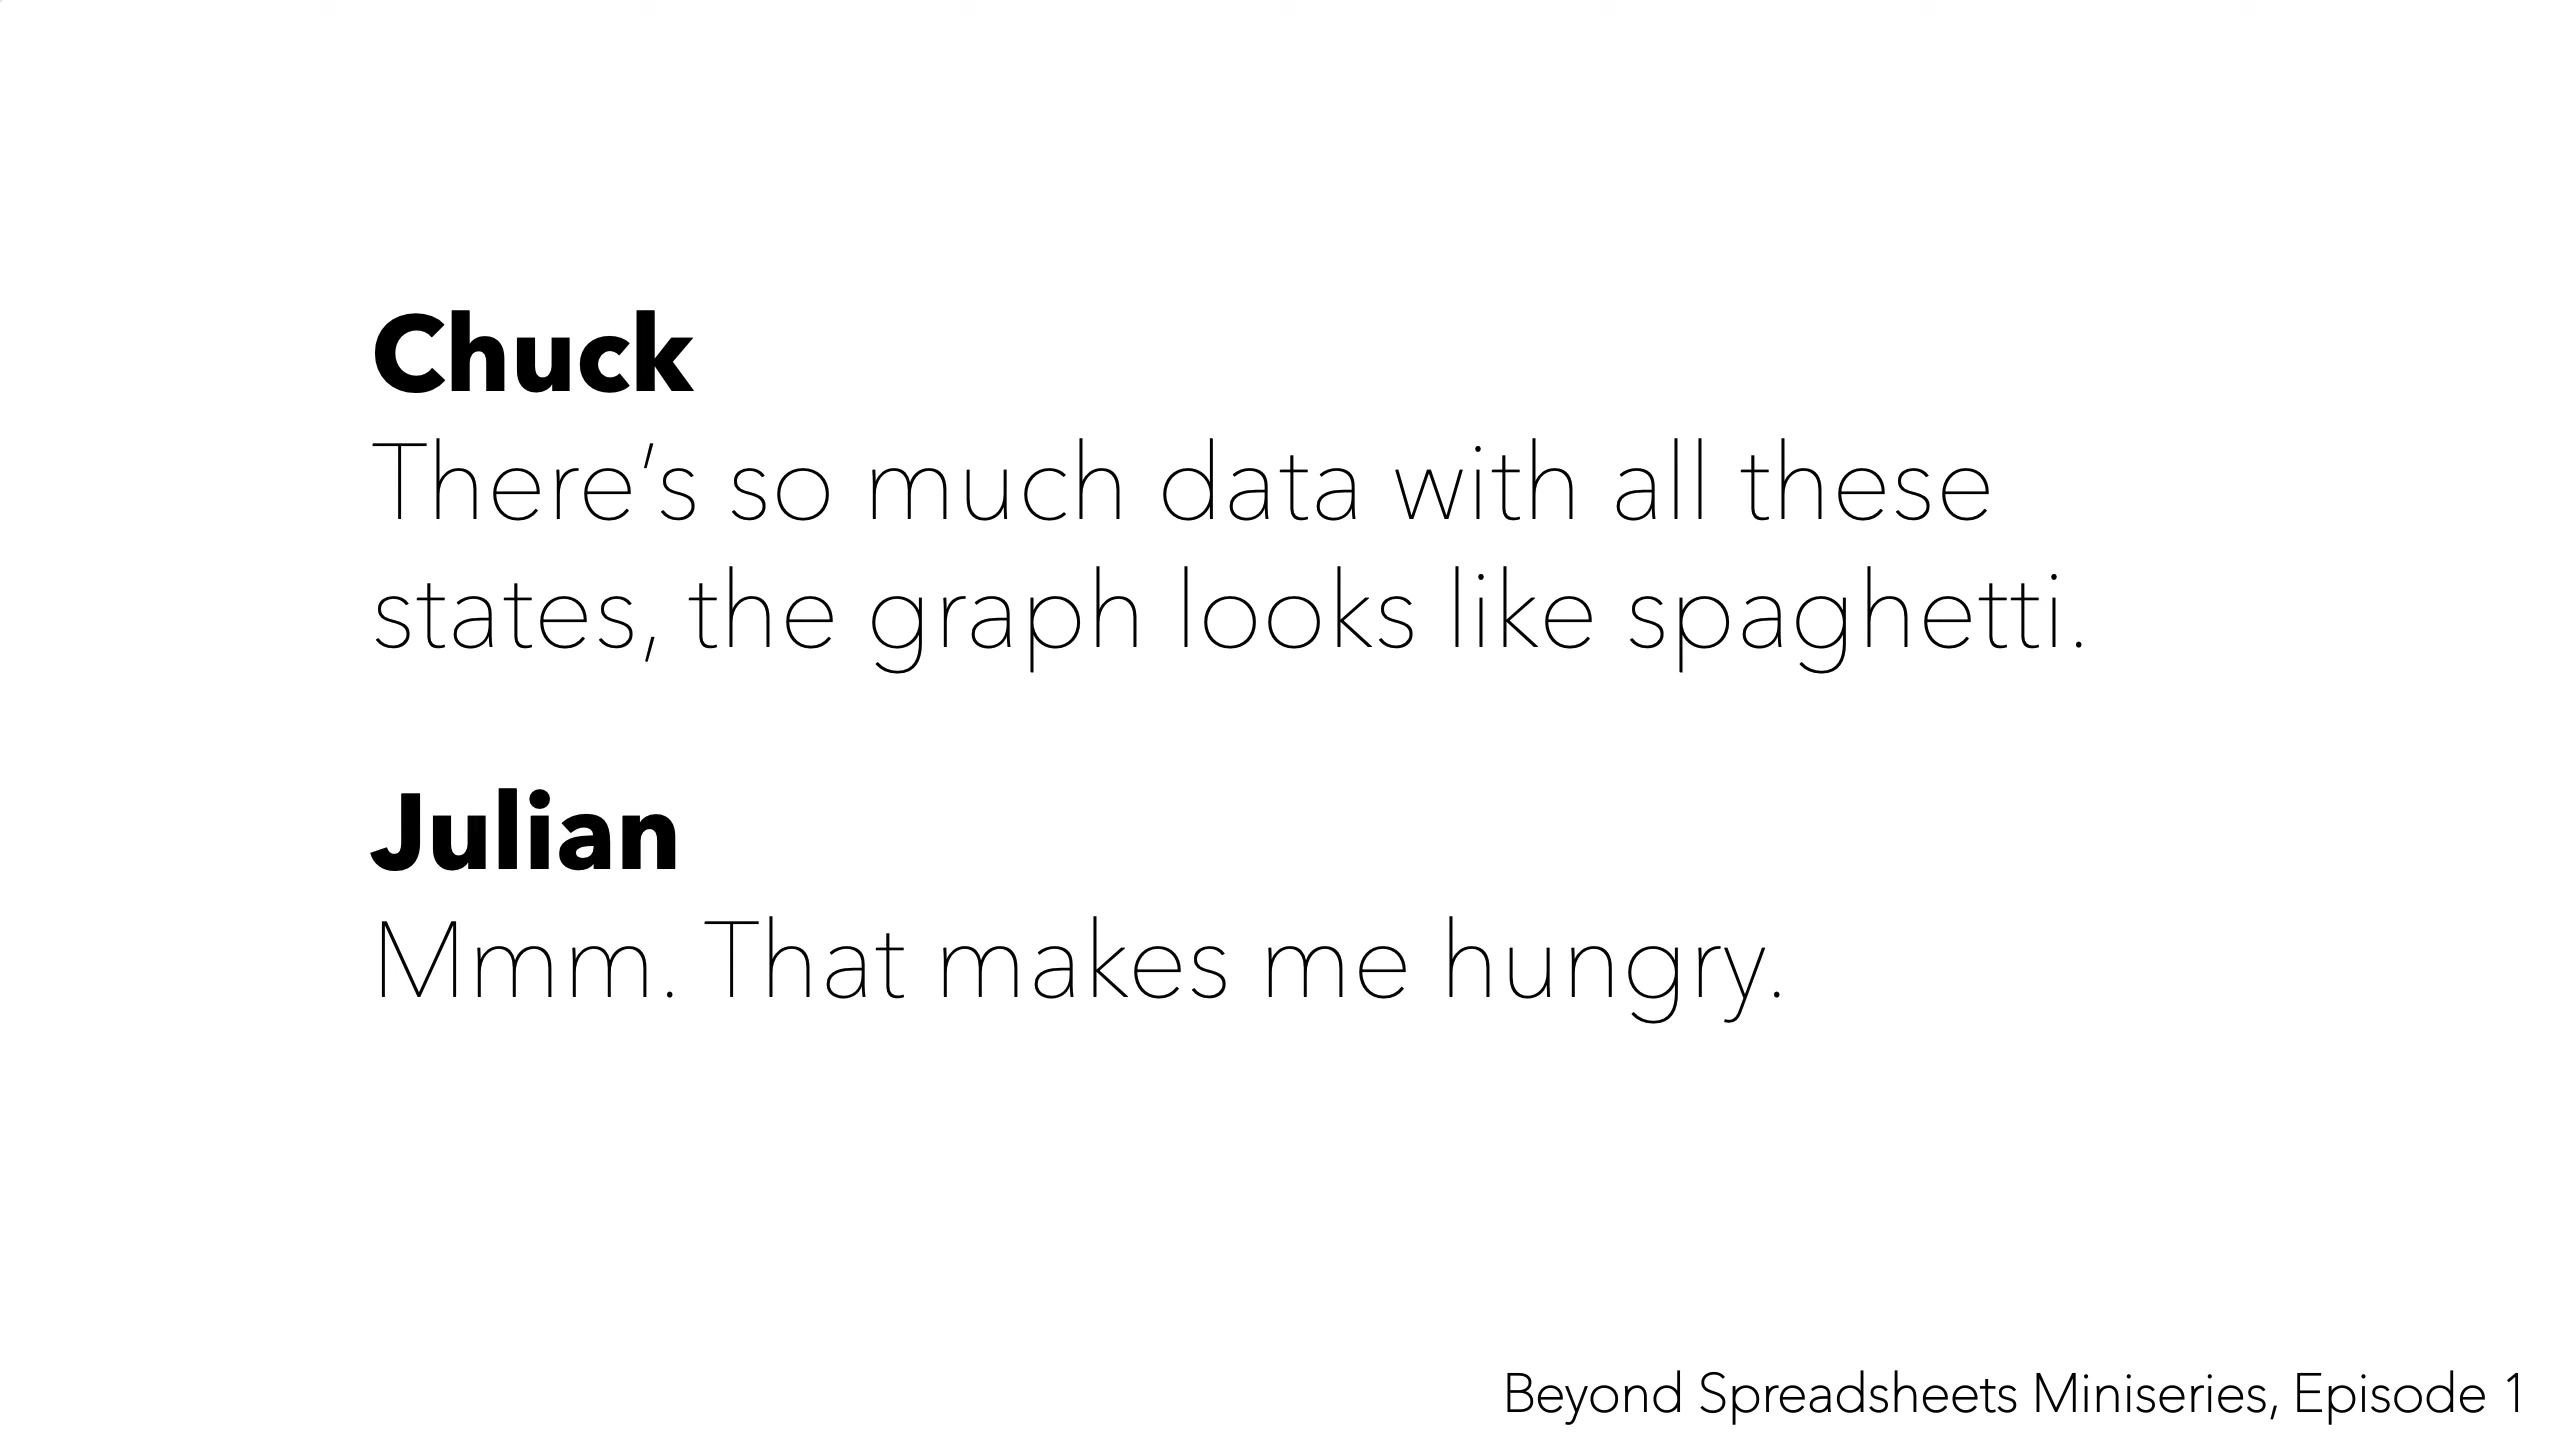 Chuck
There’s so much data with all these
states, the graph looks like spaghetti.
Julian
Mmm. That makes me hungry.
Beyond Spreadsheets Miniseries, Episode 1